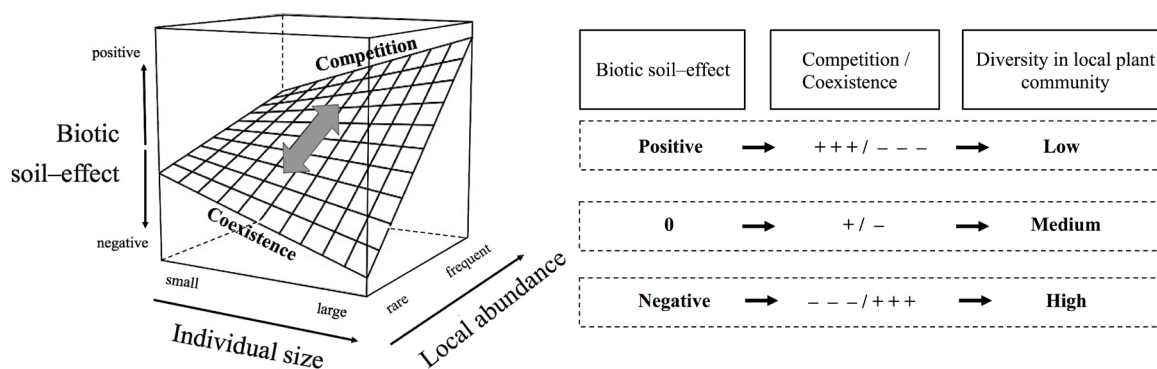 positive
Biotic
soil–effect
negative
Competition
Coexistence
small
large
rare
frequent
Individual size
Local abundance
Biotic soil–effect
Competition /
Coexistence
Diversity in local plant
community
Positive
+ + + / – – –
Low
0
+ / –
Medium
Negative
– – – / + + +
High